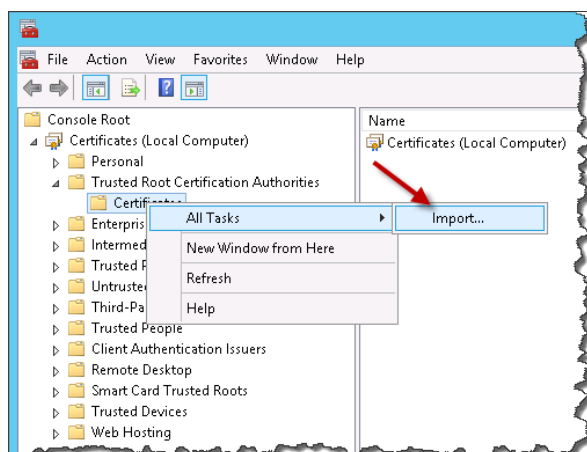 File Action View Favorites Window Help
Console Root
Name
Certificates (Local Computer)
Certificates (Local Computer)
Personal
Trusted Root Certification Authorities
All Tasks
Import...
New Window from Here
Refresh
Help
Trusted People
Client Authentication Issuers
Remote Desktop
Smart Card Trusted Roots
Trusted Devices
Web Hosting